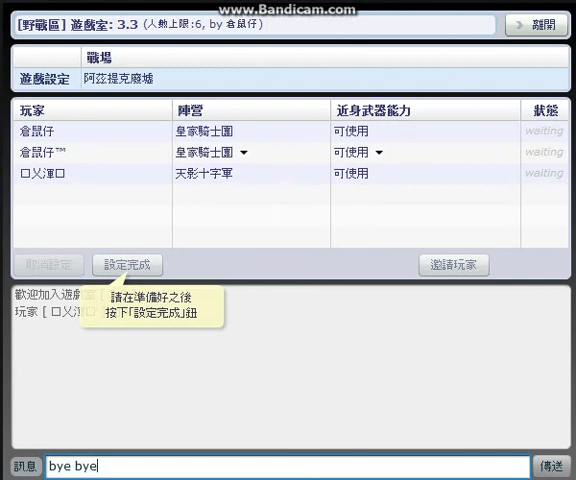 www.Bandicam.com
[野戰區] 遊戲室: 3.3 (人數上限:6, by 倉鼠仔)
離開
戰場
遊戲設定 阿茲提克廢墟
玩家 陣營 近身武器能力 狀態
倉鼠仔 皇家騎士團 可使用 waiting
倉鼠仔™ 皇家騎士團 可使用 waiting
口乂渾口 天影十字軍 可使用 waiting
取消設定 設定完成 邀請玩家
請在準備好之後
按下「設定完成」鈕
歡迎加入遊戲室 [
玩家 [ 口乂渾口
訊息 bye bye 傳送